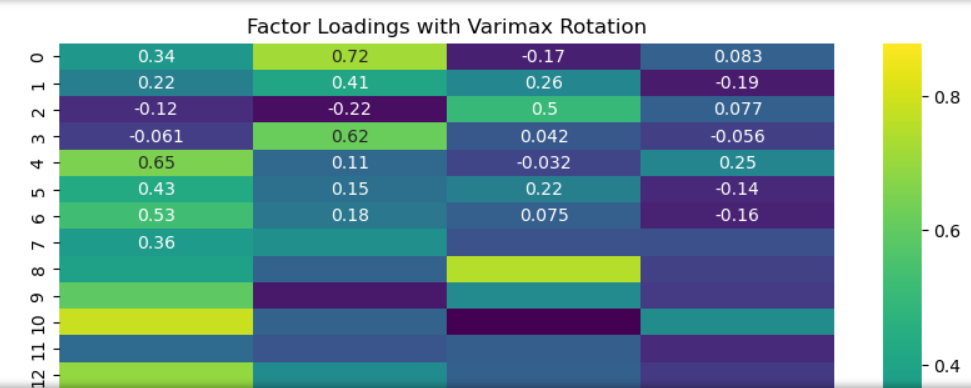 Factor Loadings with Varimax Rotation
0 0.34 0.72 -0.17 0.083
1 0.22 0.41 0.26 -0.19
2 -0.12 -0.22 0.5 0.077
3 -0.061 0.62 0.042 -0.056
4 0.65 0.11 -0.032 0.25
5 0.43 0.15 0.22 -0.14
6 0.53 0.18 0.075 -0.16
7 0.36
8
9
10
11
12
0.8
0.6
0.4